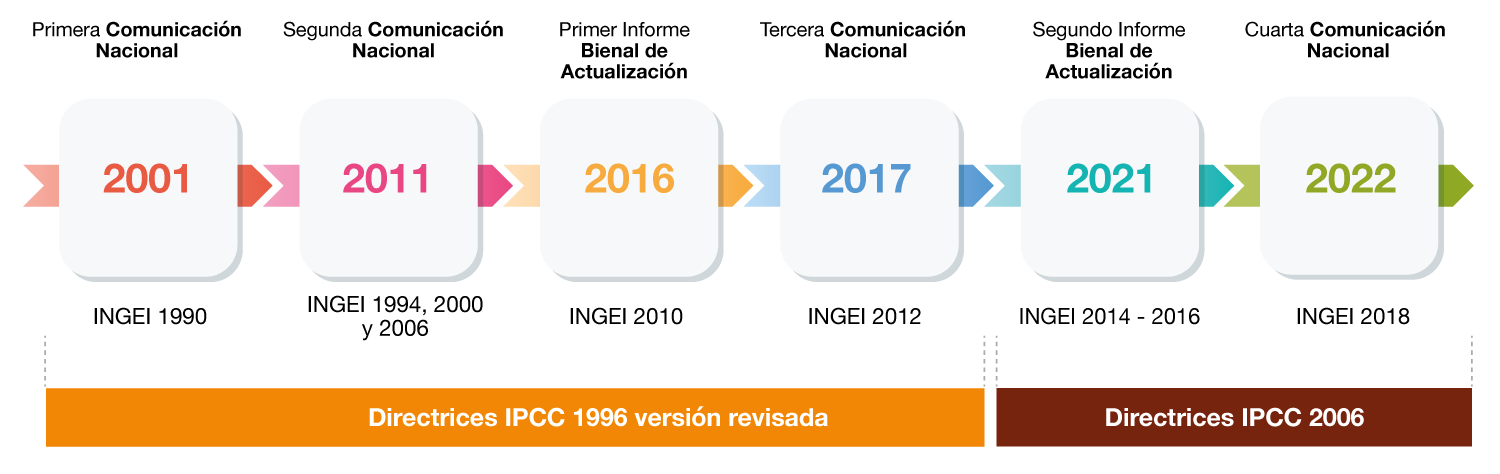 Primera Comunicación
Nacional
Segunda Comunicación
Nacional
Primer Informe
Bienal de
Actualización
Tercera Comunicación
Nacional
Segundo Informe
Bienal de
Actualización
Cuarta Comunicación
Nacional
2001
2011
2016
2017
2021
2022
INGEI 1990
INGEI 1994, 2000
y 2006
INGEI 2010
INGEI 2012
INGEI 2014 - 2016
INGEI 2018
Directrices IPCC 1996 versión revisada
Directrices IPCC 2006